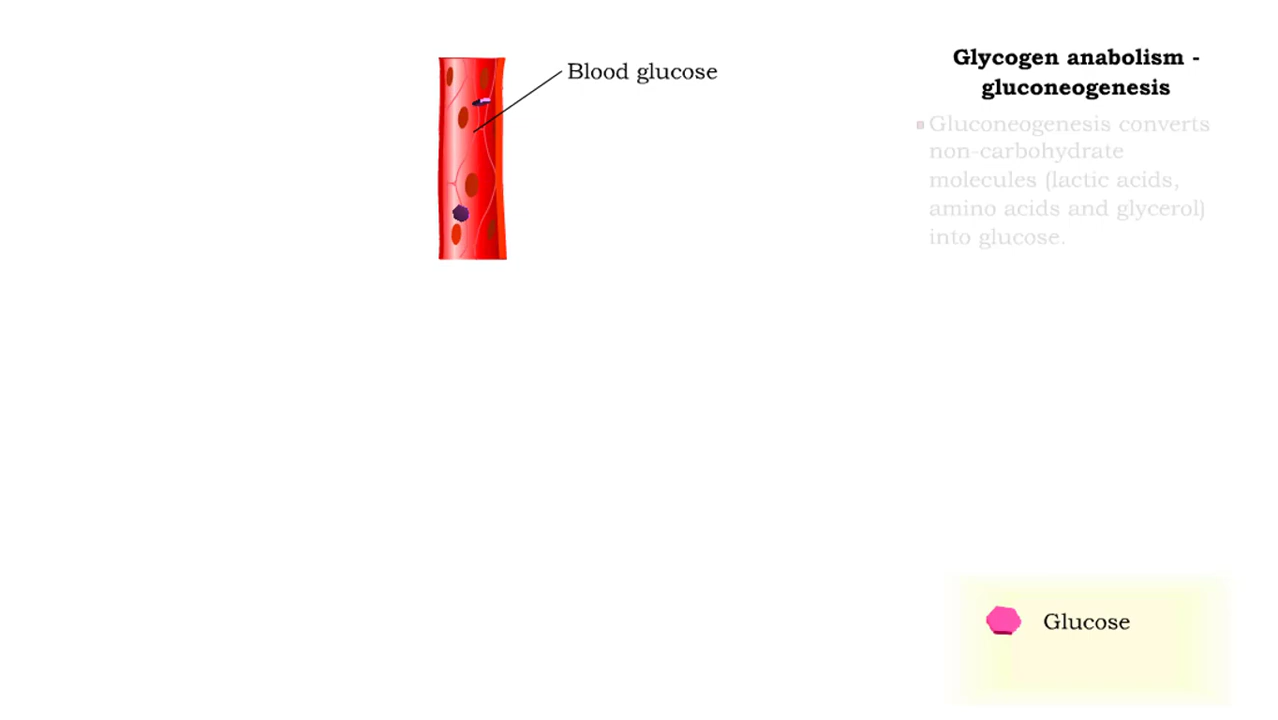 Blood glucose
Glycogen anabolism -
gluconeogenesis
Gluconeogenesis converts
non-carbohydrate
molecules (lactic acids,
amino acids and glycerol)
into glucose.
Glucose